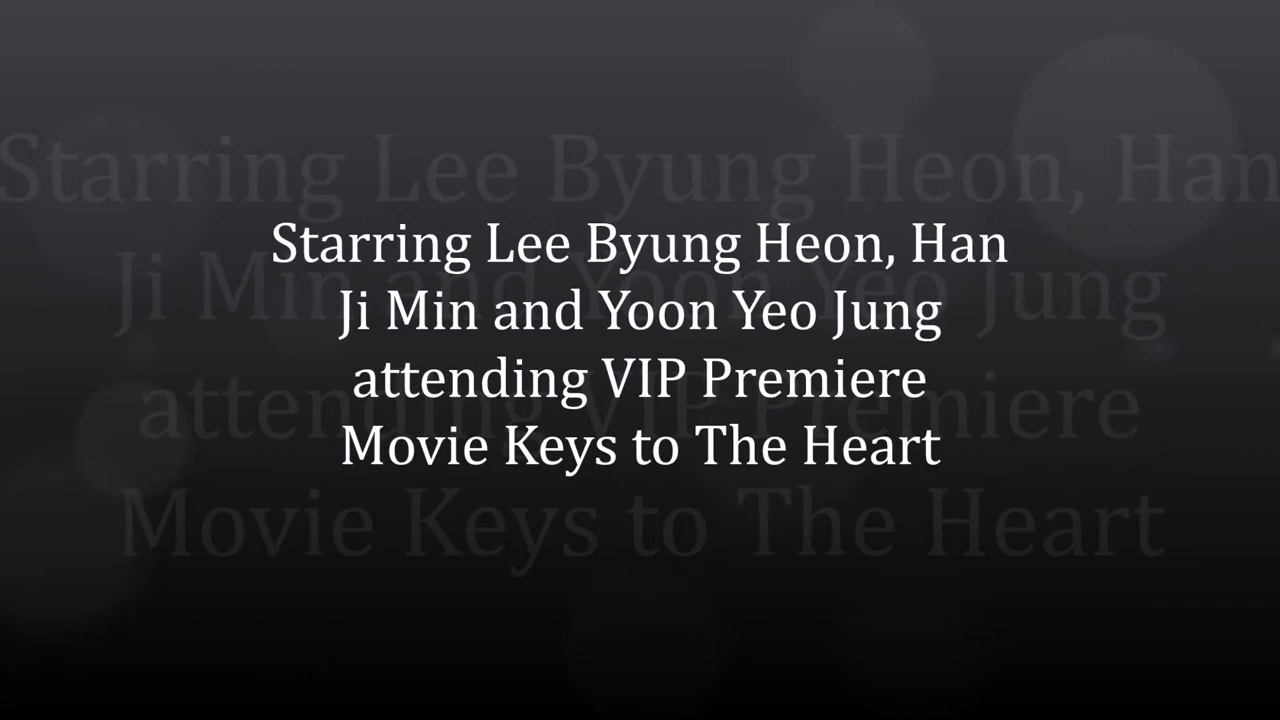 Starring Lee Byung Heon, Han
Ji Min and Yoon Yeo Jung
attending VIP Premiere
Movie Keys to The Heart